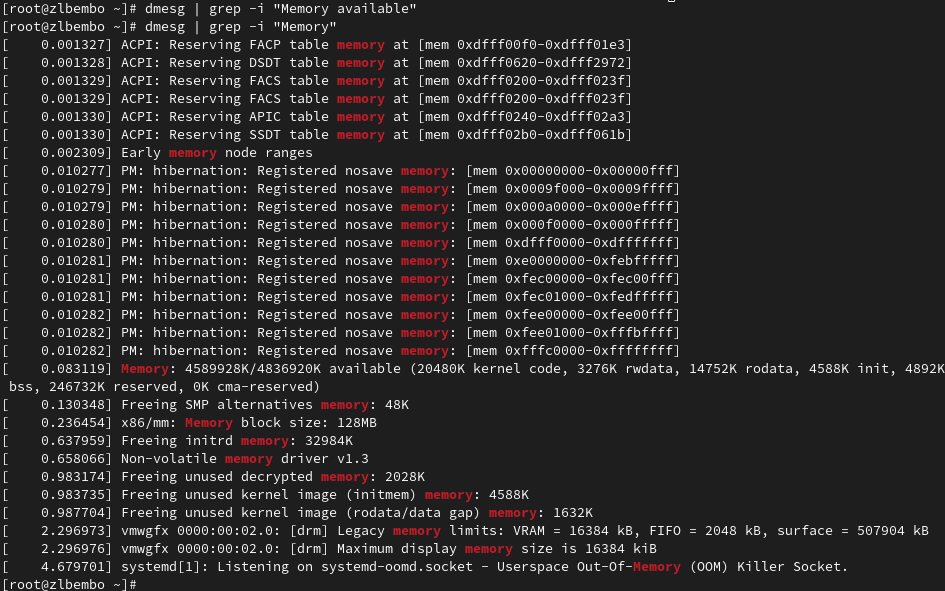 [root@zlbembo ~]# dmesg | grep -i "Memory available"
[root@zlbembo ~]# dmesg | grep -i "Memory"
[    0.001327] ACPI: Reserving FACP table memory at [mem 0xdfff00f0-0xdfff01e3]
[    0.001328] ACPI: Reserving DSDT table memory at [mem 0xdfff0620-0xdfff2972]
[    0.001329] ACPI: Reserving FACS table memory at [mem 0xdfff0200-0xdfff023f]
[    0.001329] ACPI: Reserving FACS table memory at [mem 0xdfff0200-0xdfff023f]
[    0.001330] ACPI: Reserving APIC table memory at [mem 0xdfff0240-0xdfff02a3]
[    0.001330] ACPI: Reserving SSDT table memory at [mem 0xdfff02b0-0xdfff061b]
[    0.002309] Early memory node ranges
[    0.010277] PM: hibernation: Registered nosave memory: [mem 0x00000000-0x00000fff]
[    0.010279] PM: hibernation: Registered nosave memory: [mem 0x0009f000-0x0009ffff]
[    0.010279] PM: hibernation: Registered nosave memory: [mem 0x000a0000-0x000effff]
[    0.010280] PM: hibernation: Registered nosave memory: [mem 0x000f0000-0x000fffff]
[    0.010280] PM: hibernation: Registered nosave memory: [mem 0xdfff0000-0xdfffffff]
[    0.010281] PM: hibernation: Registered nosave memory: [mem 0xe0000000-0xfebfffff]
[    0.010281] PM: hibernation: Registered nosave memory: [mem 0xfec00000-0xfec00fff]
[    0.010281] PM: hibernation: Registered nosave memory: [mem 0xfec01000-0xfedfffff]
[    0.010282] PM: hibernation: Registered nosave memory: [mem 0xfee00000-0xfee00fff]
[    0.010282] PM: hibernation: Registered nosave memory: [mem 0xfee01000-0xfffbffff]
[    0.010282] PM: hibernation: Registered nosave memory: [mem 0xfffc0000-0xffffffff]
[    0.083119] Memory: 4589928K/4836920K available (20480K kernel code, 3276K rwdata, 14752K rodata, 4588K init, 4892K
bss, 246732K reserved, 0K cma-reserved)
[    0.130348] Freeing SMP alternatives memory: 48K
[    0.236454] x86/mm: Memory block size: 128MB
[    0.637959] Freeing initrd memory: 32984K
[    0.658066] Non-volatile memory driver v1.3
[    0.983174] Freeing unused decrypted memory: 2028K
[    0.983735] Freeing unused kernel image (initmem) memory: 4588K
[    0.987704] Freeing unused kernel image (rodata/data gap) memory: 1632K
[    2.296973] vmwgfx 0000:00:02.0: [drm] Legacy memory limits: VRAM = 16384 kB, FIFO = 2048 kB, surface = 507904 kB
[    2.296976] vmwgfx 0000:00:02.0: [drm] Maximum display memory size is 16384 kiB
[    4.679701] systemd[1]: Listening on systemd-oomd.socket - Userspace Out-Of-Memory (OOM) Killer Socket.
[root@zlbembo ~]#